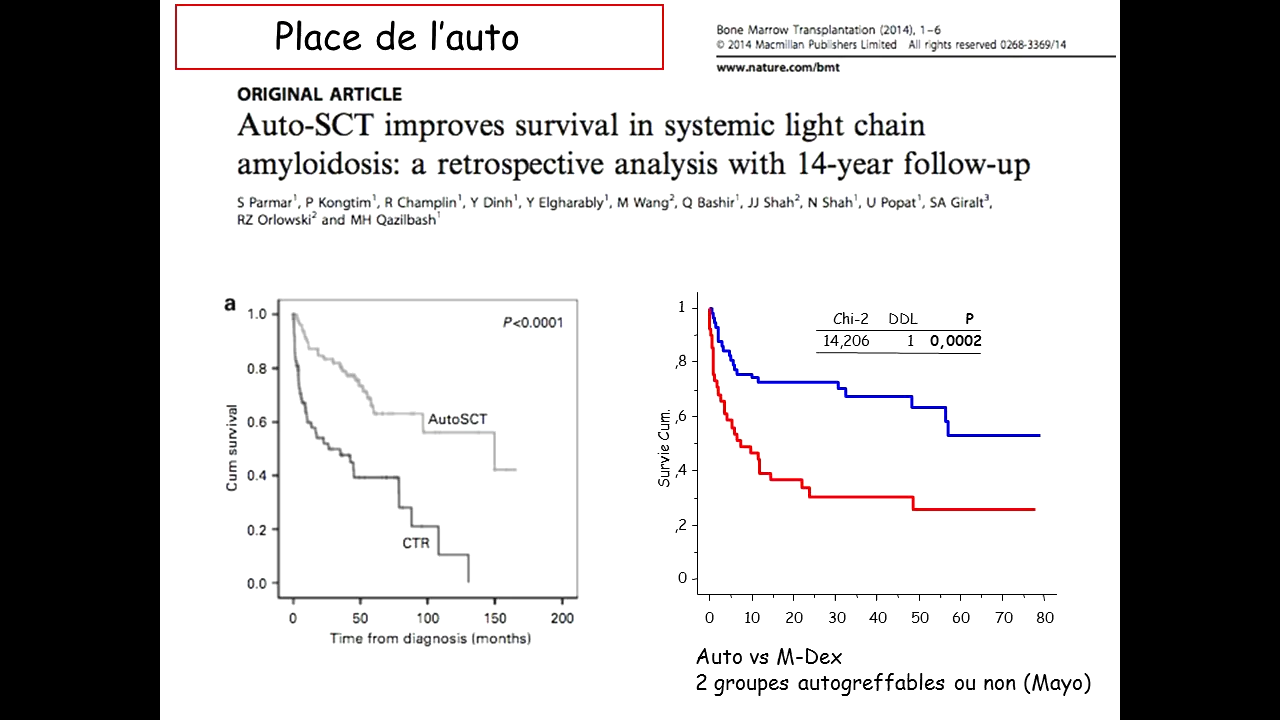 Place de l'auto
Bone Marrow Transplantation (2014), 1–6
© 2014 Macmillan Publishers Limited All rights reserved 0268-3369/14
www.nature.com/bmt
ORIGINAL ARTICLE
Auto-SCT improves survival in systemic light chain
amyloidosis: a retrospective analysis with 14-year follow-up
S Parmar1, P Kongtim1, R Champlin1, Y Dinh1, Y Elgharably1, M Wang2, Q Bashir1, JJ Shah2, N Shah1, U Popat1, SA Giralt3,
RZ Orlowski2 and MH Qazilbash1
a
P<0.0001
1.0
0.8
0.6
0.4
0.2
0.0
Cum survival
AutoSCT
CTR
0 50 100 150 200
Time from diagnosis (months)
Chi-2 DDL P
14,206 1 0,0002
1
,8
,6
,4
,2
0
Survie Cum.
0 10 20 30 40 50 60 70 80
Auto vs M-Dex
2 groupes autogreffables ou non (Mayo)